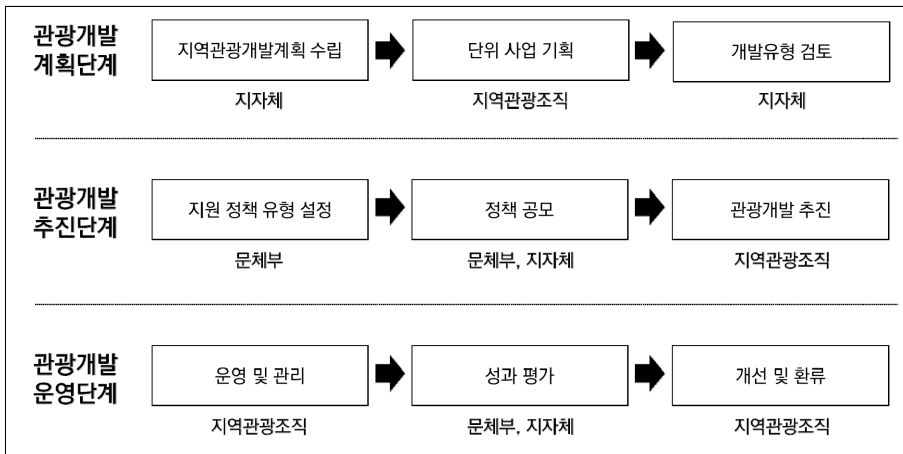 관광개발
계획단계
지역관광개발계획 수립
단위 사업 기획
개발유형 검토
지자체
지역관광조직
지자체
관광개발
추진단계
지원 정책 유형 설정
정책 공모
관광개발 추진
문체부
문체부, 지자체
지역관광조직
관광개발
운영단계
운영 및 관리
성과 평가
개선 및 환류
지역관광조직
문체부, 지자체
지역관광조직